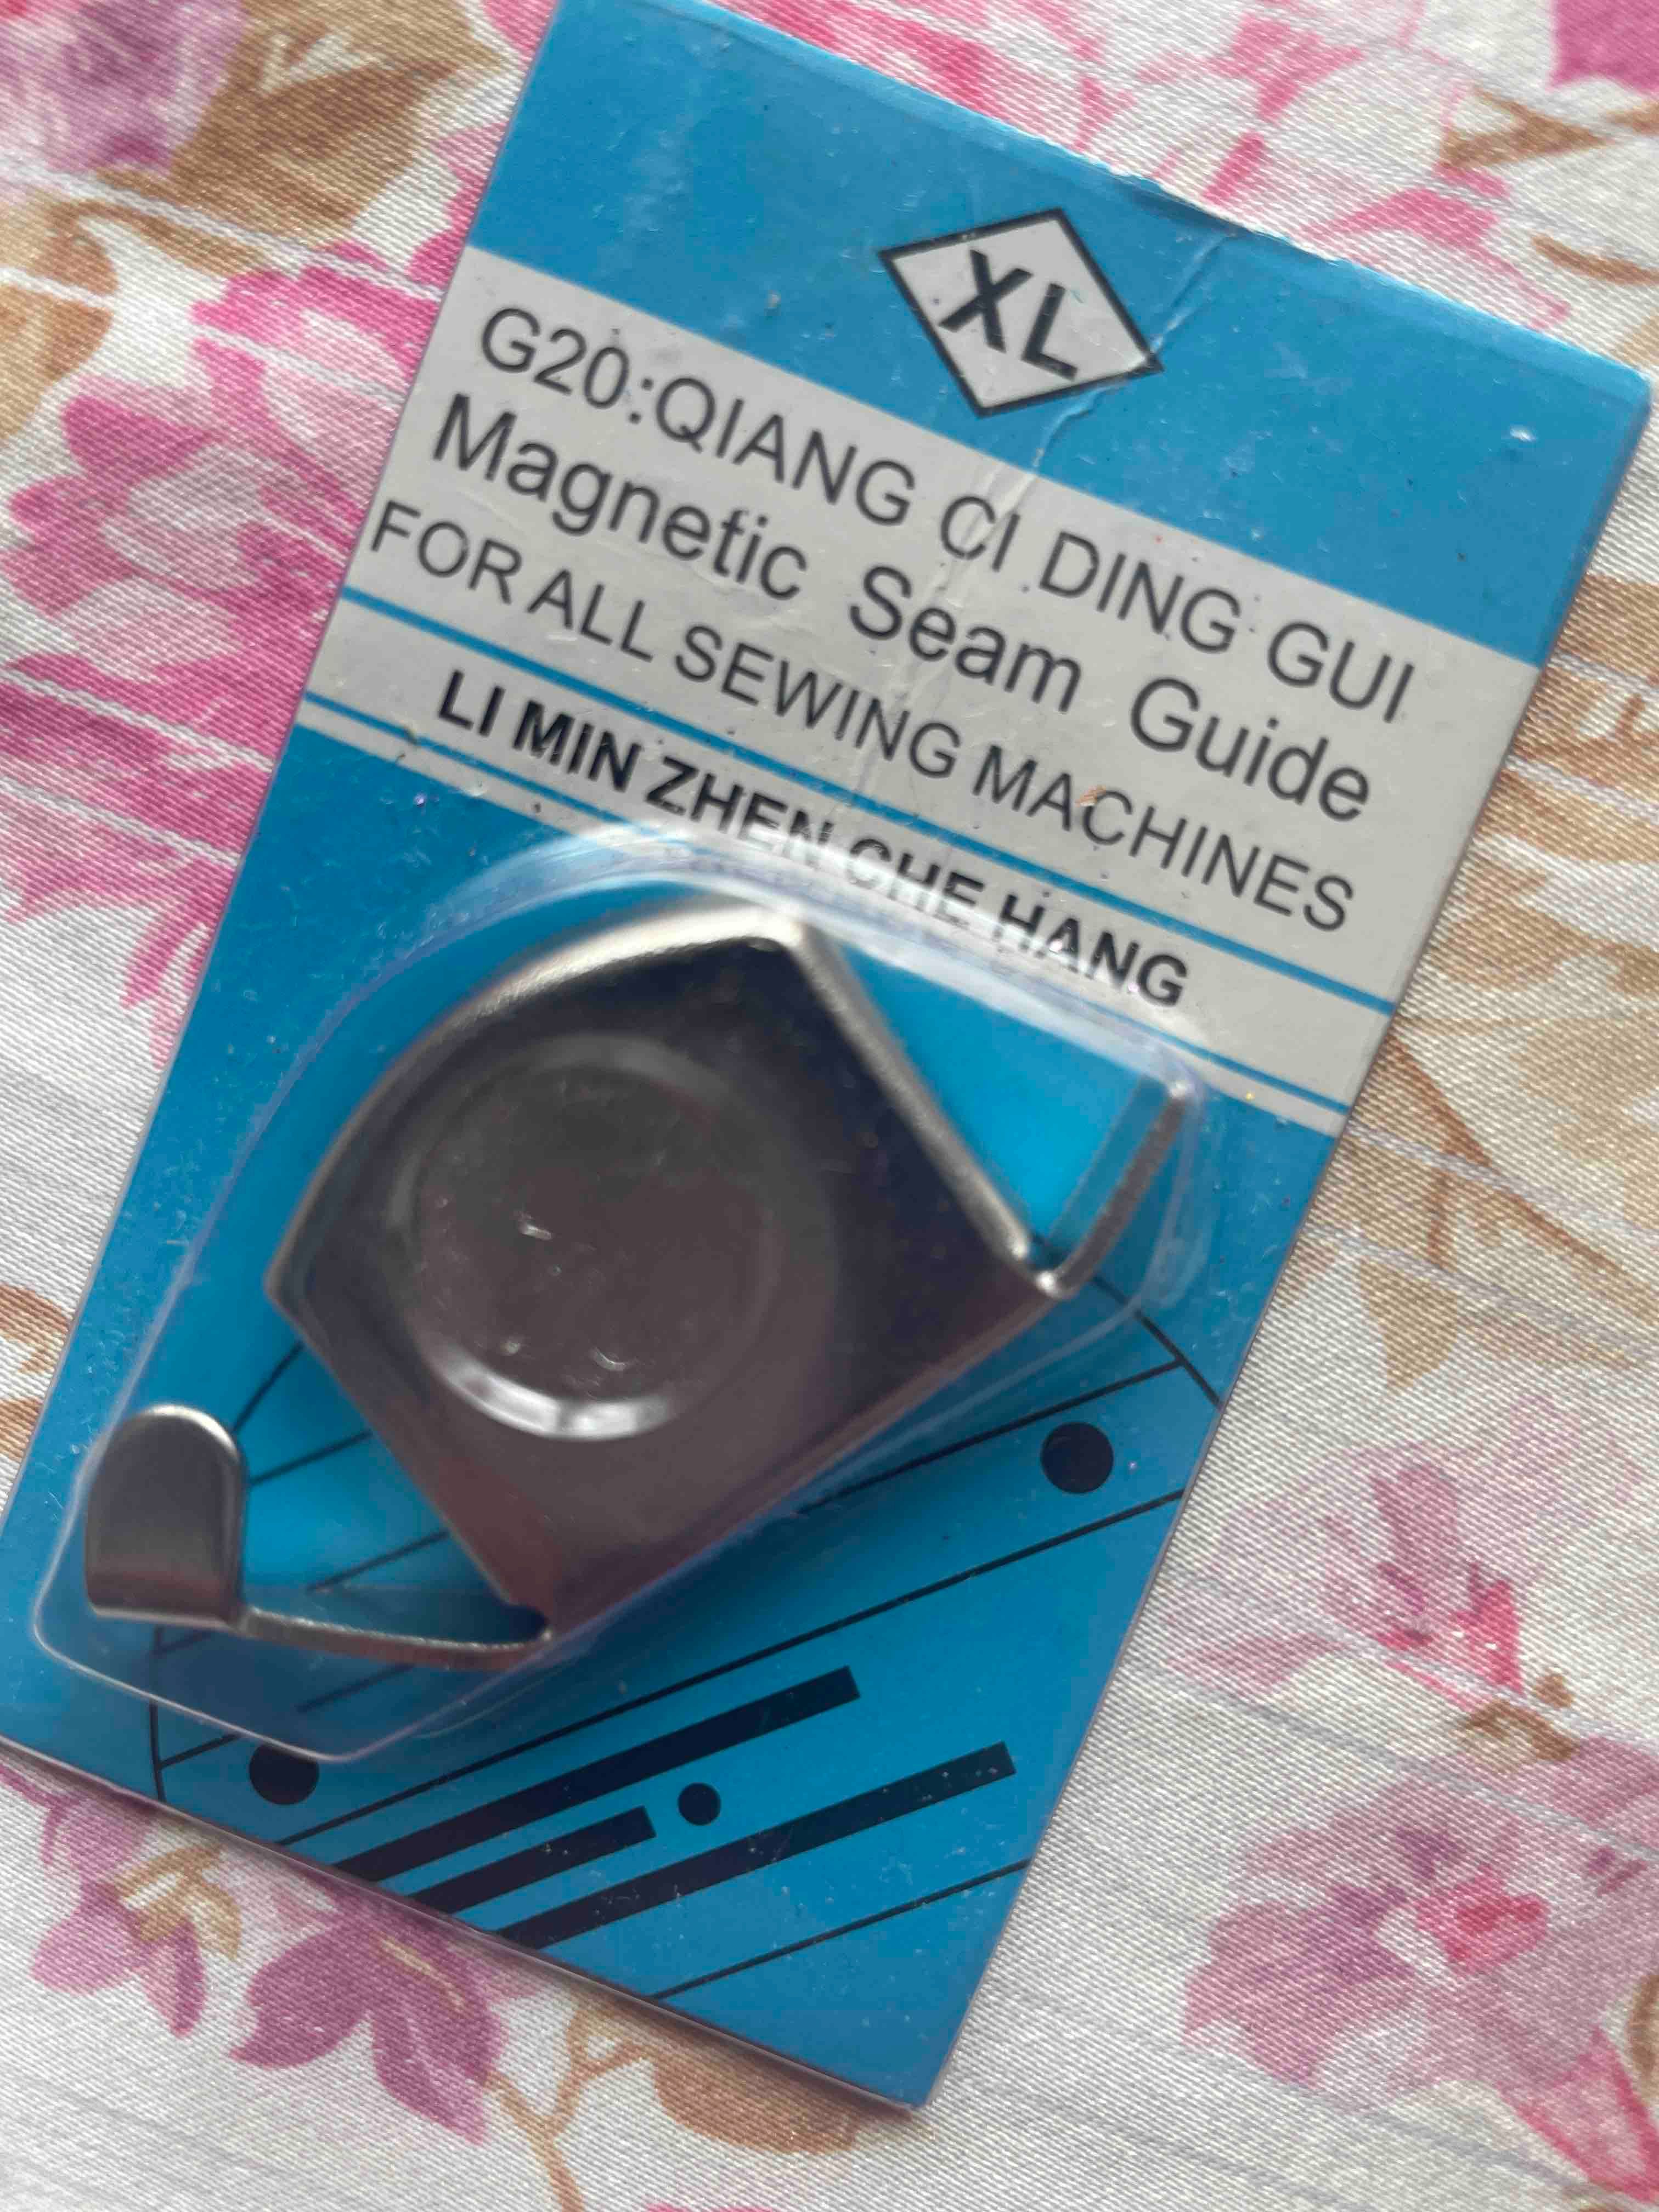 XL
G20:QIANG CI DING GUI
Magnetic Seam Guide
FOR ALL SEWING MACHINES
LI MIN ZHEN CHE HANG